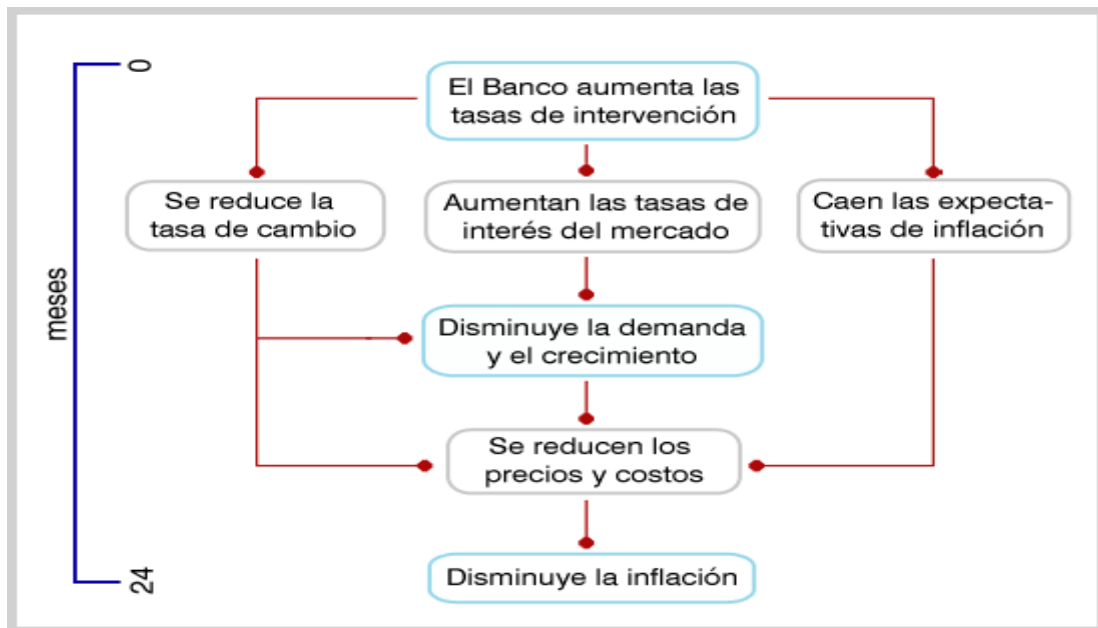 0
El Banco aumenta las
tasas de intervención
Se reduce la
tasa de cambio
Aumentan las tasas de
interés del mercado
Caen las expecta-
tivas de inflación
meses
Disminuye la demanda
y el crecimiento
Se reducen los
precios y costos
24
Disminuye la inflación